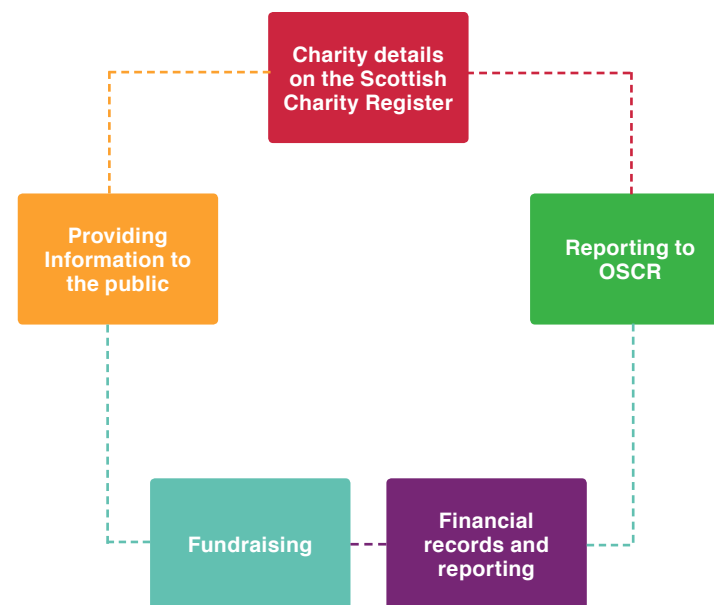 Charity details
on the Scottish
Charity Register
Providing
Information to
the public
Reporting to
OSCR
Fundraising
Financial
records and
reporting